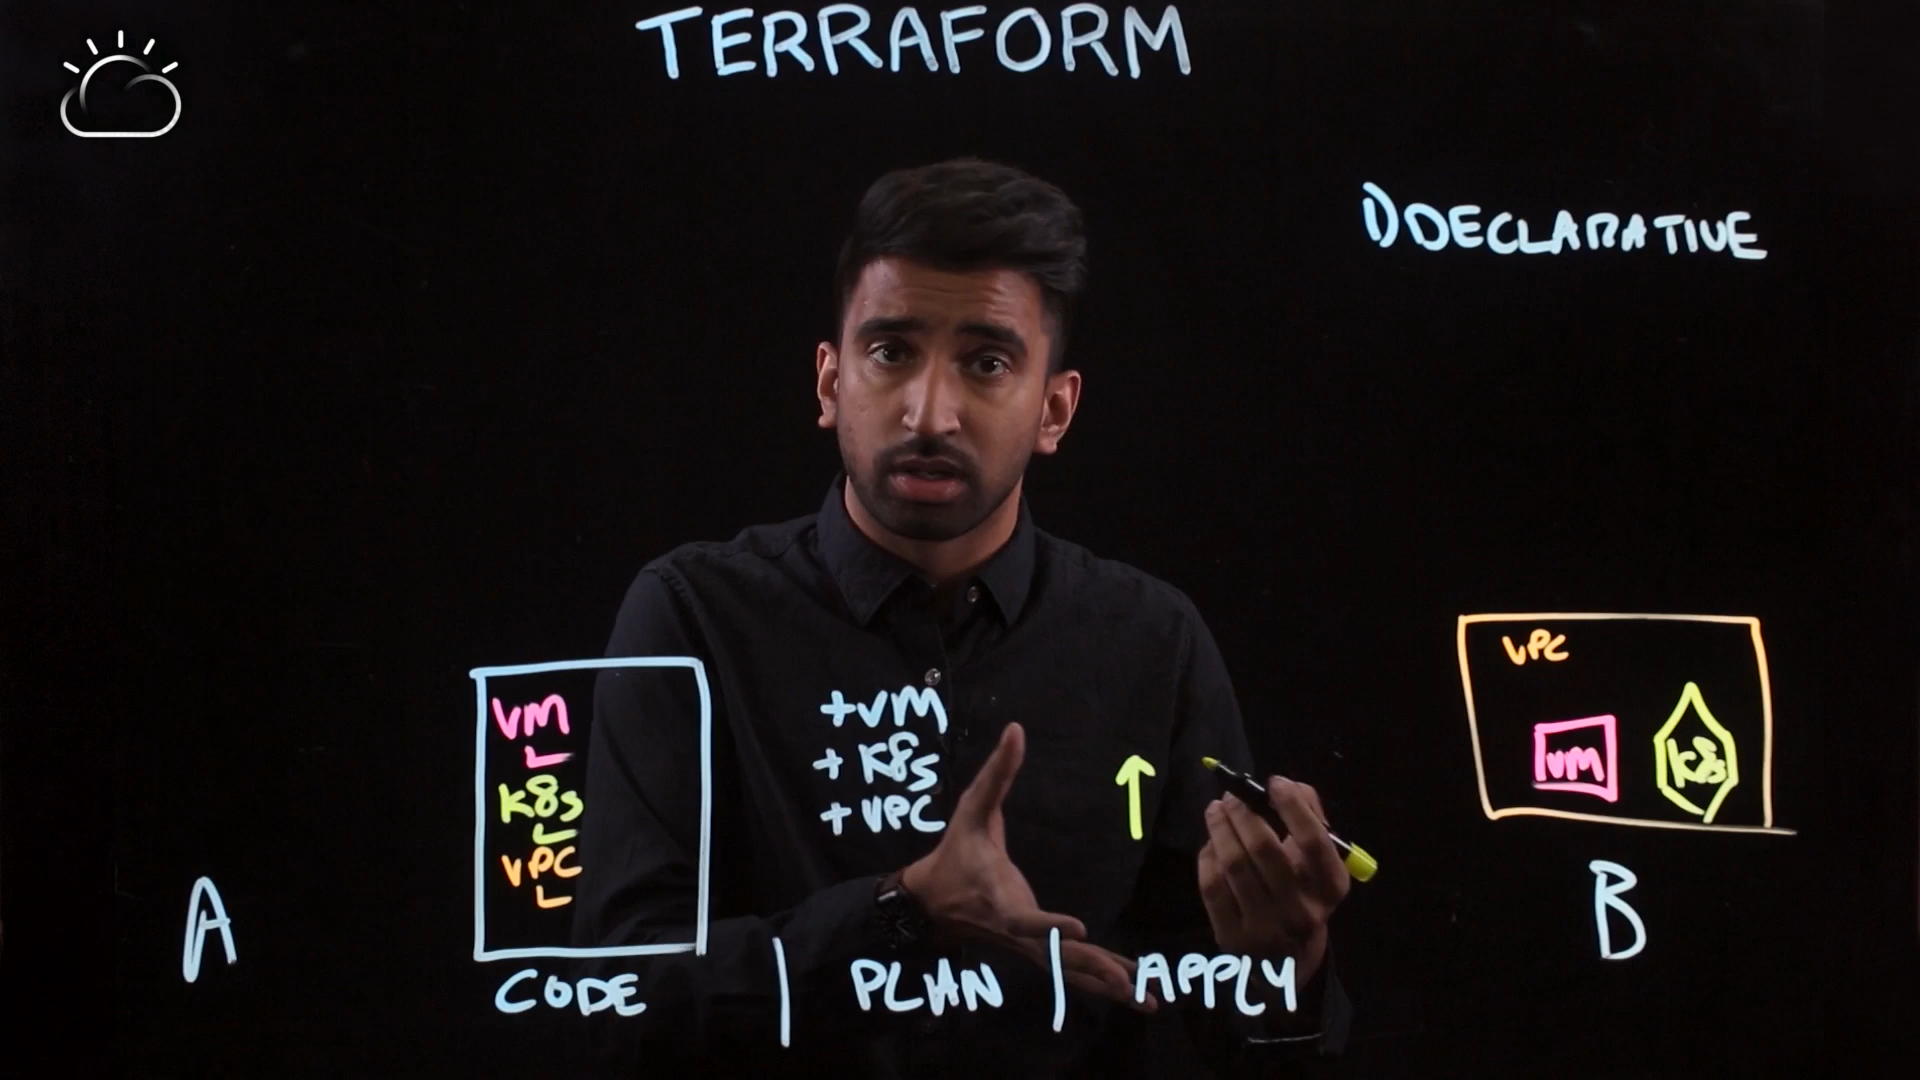 TERRAFORM
1) DECLARATIVE
VM
K8s
VPC
+VM
+ K8s
+ VPC
VPC
VM
K8s
A
B
CODE | PLAN | APPLY